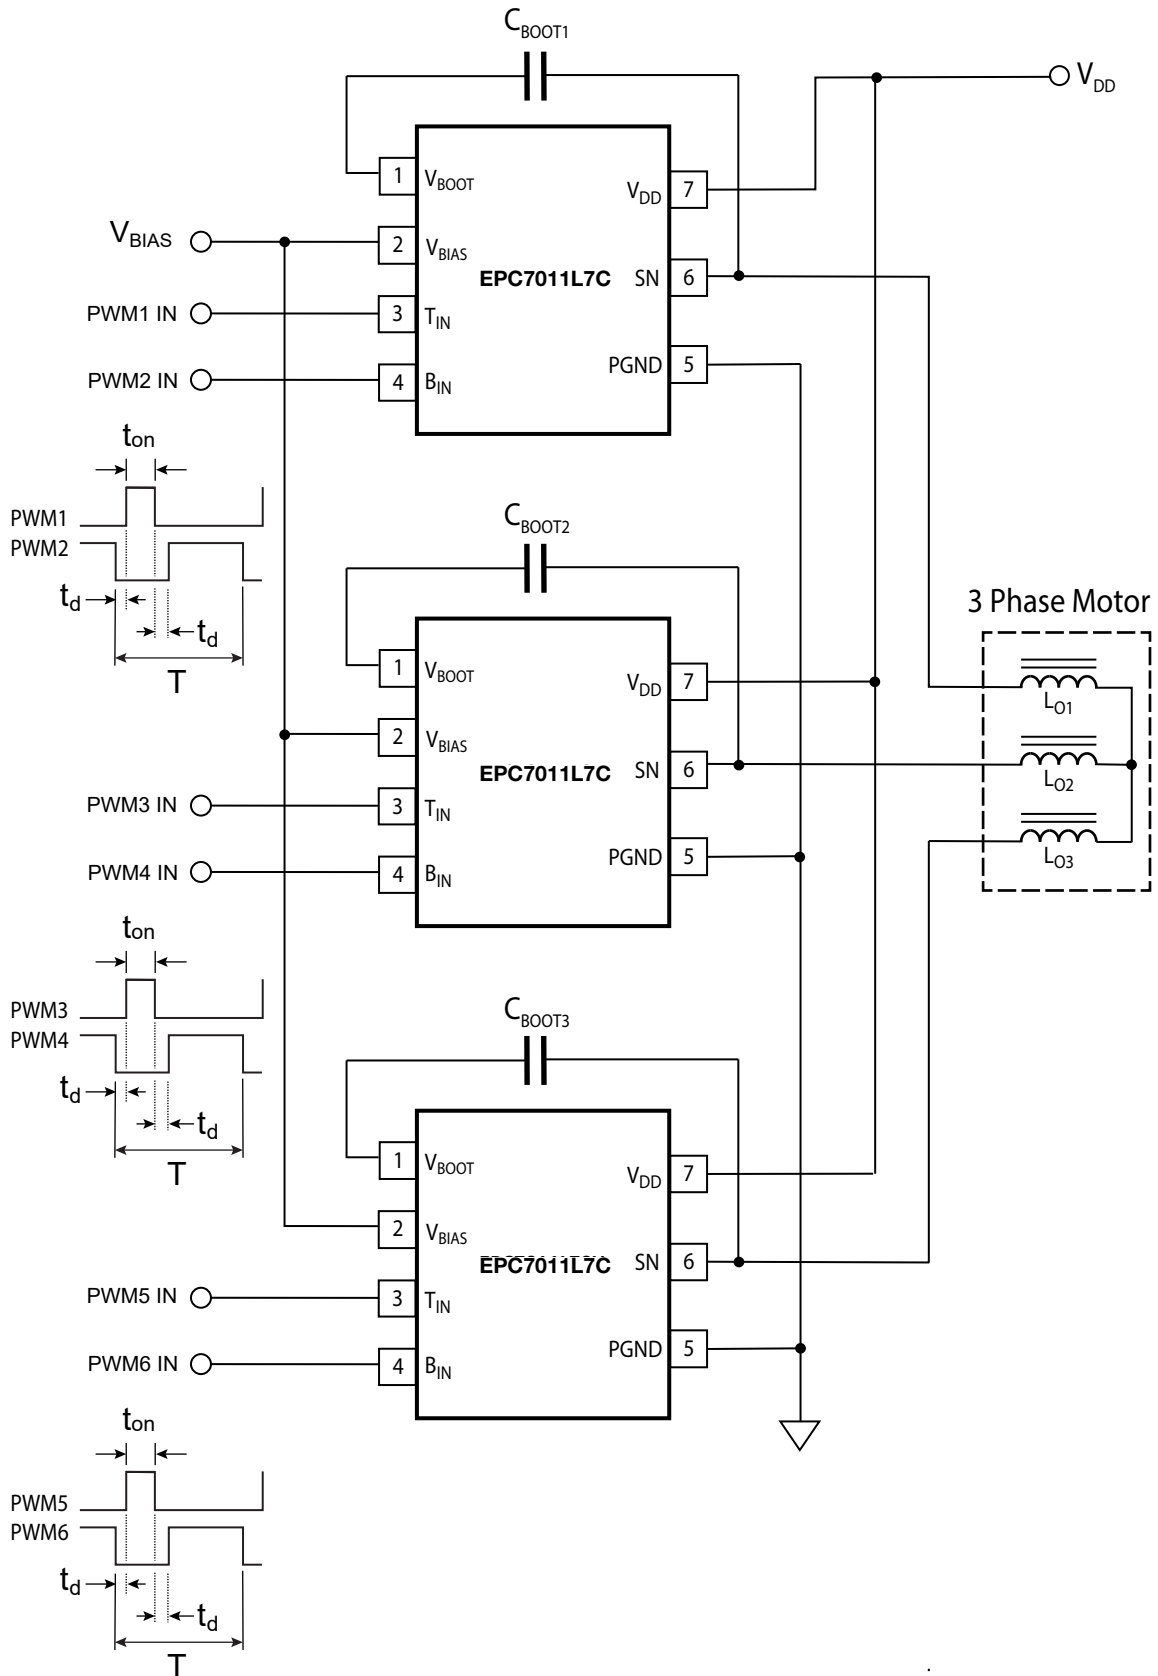 CBOOT1
VDD
1 VBOOT
VDD 7
VBIAS
2 VBIAS
EPC7011L7C
SN 6
PWM1 IN
3 TIN
PGND 5
PWM2 IN
4 BIN
ton
PWM1
PWM2
td
td
T
CBOOT2
3 Phase Motor
1 VBOOT
VDD 7
LO1
2 VBIAS
EPC7011L7C
SN 6
LO2
PWM3 IN
3 TIN
PGND 5
LO3
PWM4 IN
4 BIN
ton
PWM3
PWM4
td
td
T
CBOOT3
1 VBOOT
VDD 7
2 VBIAS
EPC7011L7C
SN 6
PWM5 IN
3 TIN
PGND 5
PWM6 IN
4 BIN
ton
PWM5
PWM6
td
td
T